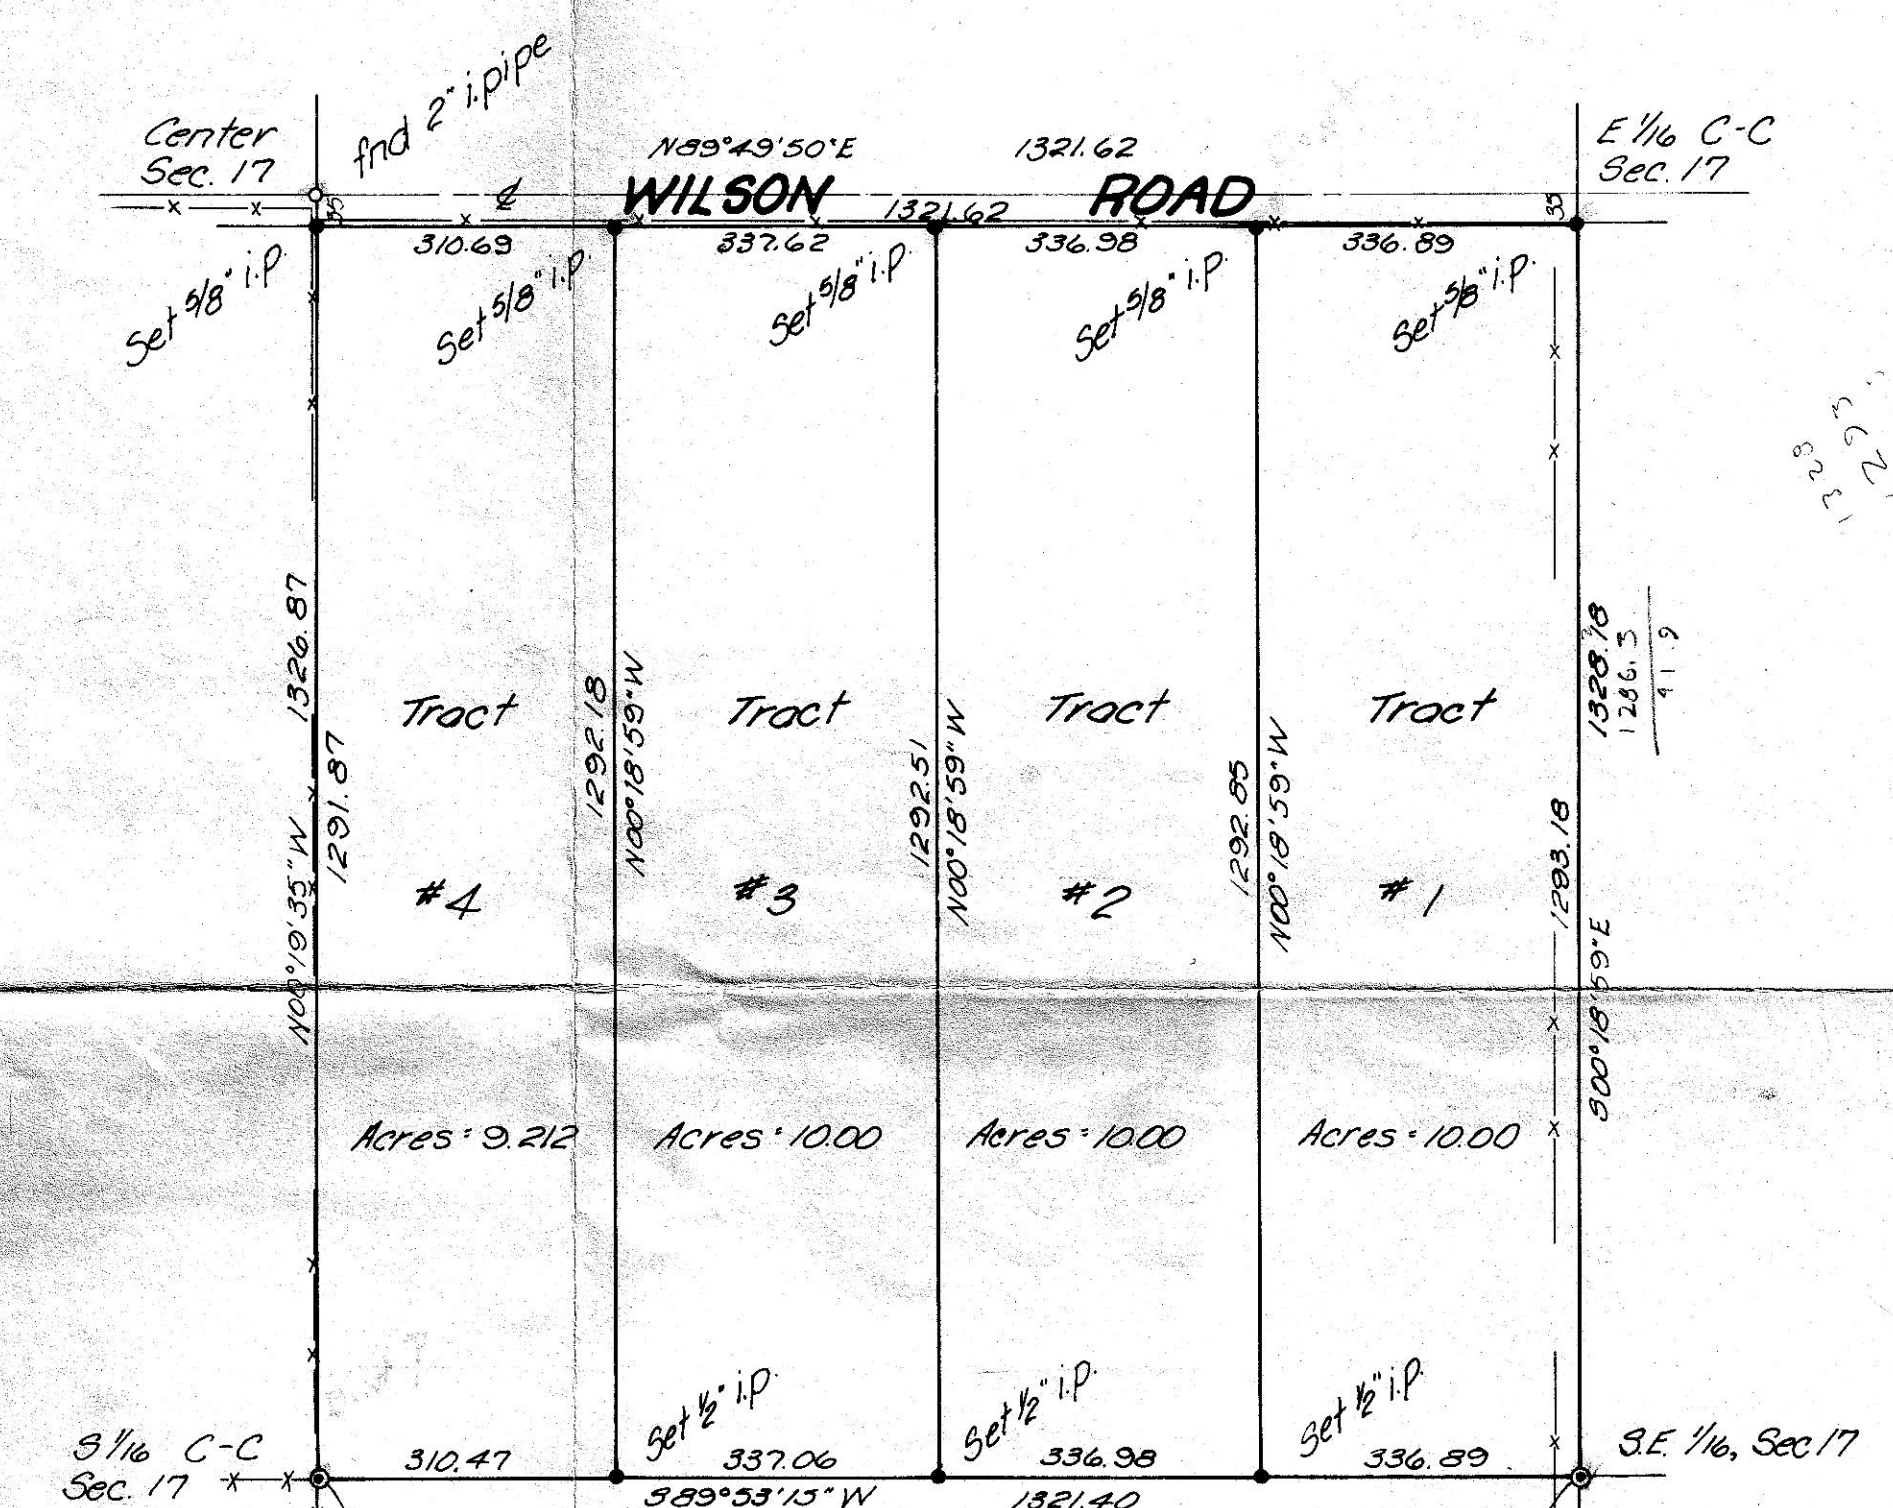 fnd 2" i.pipe
Center
Sec. 17
N89°49'50"E 1321.62
E 1/16 C-C
Sec. 17
℄ WILSON ROAD
35 1321.62 35
310.69 337.62 336.98 336.89
Set 5/8" i.p. Set 5/8" i.p. Set 5/8" i.p. Set 5/8" i.p. Set 5/8" i.p.
1328
1293
N00°19'35"W 1326.87
1291.87
1292.18
N00°18'59"W
1292.51
N00°18'59"W
1292.85
N00°18'59"W
1293.18
S00°18'59"E 1328.18
1286.3
41.9
Tract Tract Tract Tract
#4 #3 #2 #1
Acres = 9.212 Acres = 10.00 Acres = 10.00 Acres = 10.00
Set 1/2" i.p. Set 1/2" i.p. Set 1/2" i.p.
S 1/16 C-C
Sec. 17
310.47 337.06 336.98 336.89
S.E. 1/16, Sec 17
S89°53'15"W 1321.40